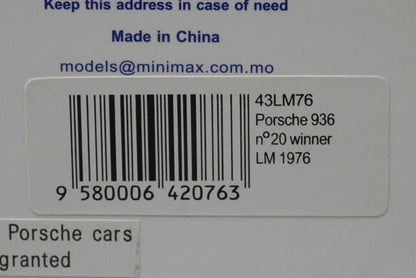 Keep this address in case of need
Made in China
models@minimax.com.mo
43LM76
Porsche 936
n°20 winner
LM 1976
9 580006 420763
Porsche cars
granted